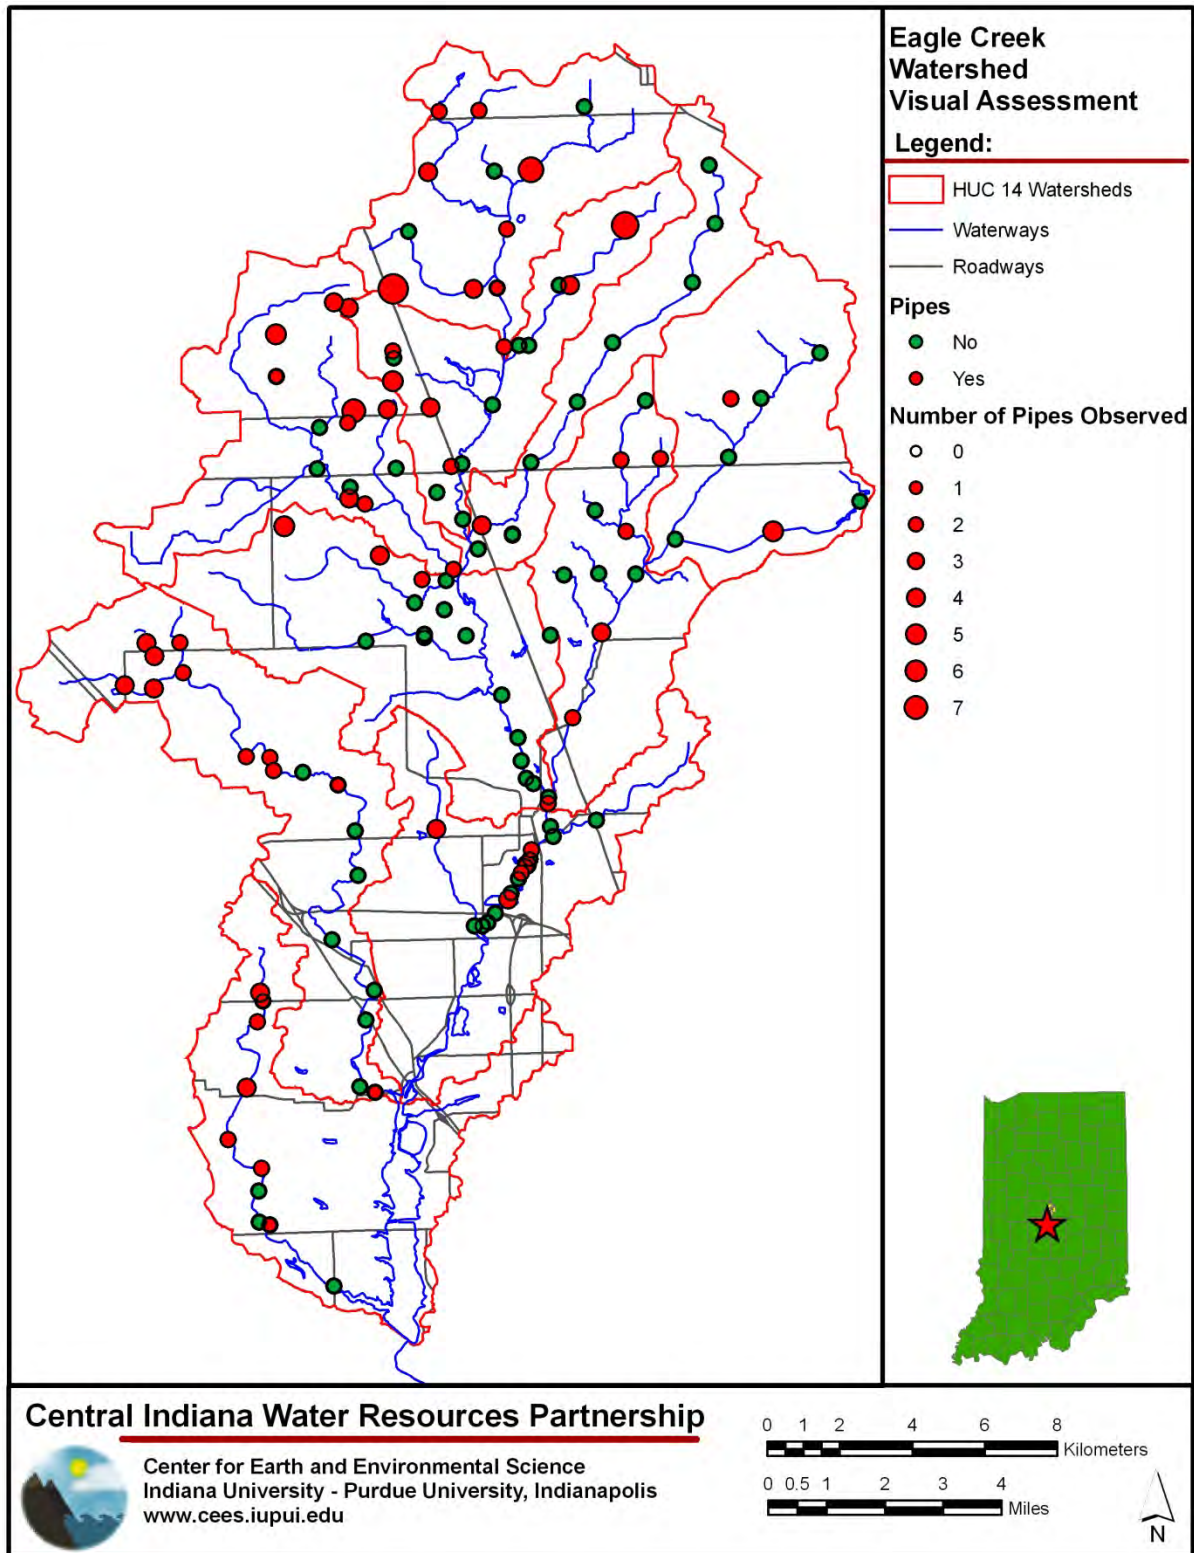 Eagle Creek
Watershed
Visual Assessment
Legend:
HUC 14 Watersheds
Waterways
Roadways
Pipes
No
Yes
Number of Pipes Observed
0
1
2
3
4
5
6
7
Central Indiana Water Resources Partnership
Center for Earth and Environmental Science
Indiana University - Purdue University, Indianapolis
www.cees.iupui.edu
0 1 2 4 6 8
Kilometers
0 0.5 1 2 3 4
Miles
N